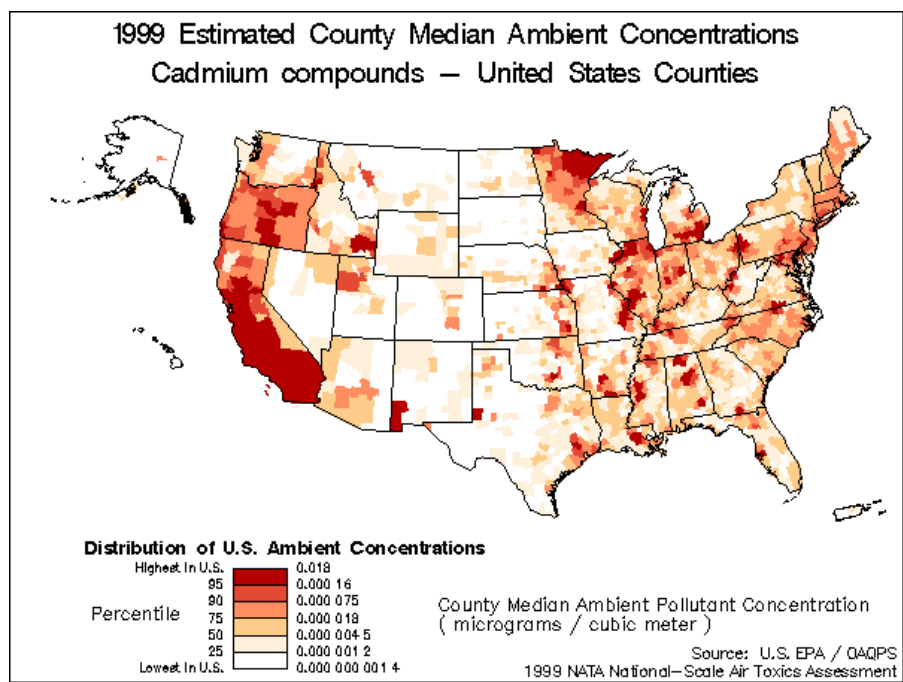 1999 Estimated County Median Ambient Concentrations
Cadmium compounds — United States Counties
Distribution of U.S. Ambient Concentrations
Highest In U.S. 0.018
95 0.000 16
90 0.000 075
Percentile 75 0.000 018
50 0.000 004 5
25 0.000 001 2
Lowest In U.S. 0.000 000 001 4
County Median Ambient Pollutant Concentration
( micrograms / cubic meter )
Source: U.S. EPA / OAQPS
1999 NATA National—Scale Air Toxics Assessment